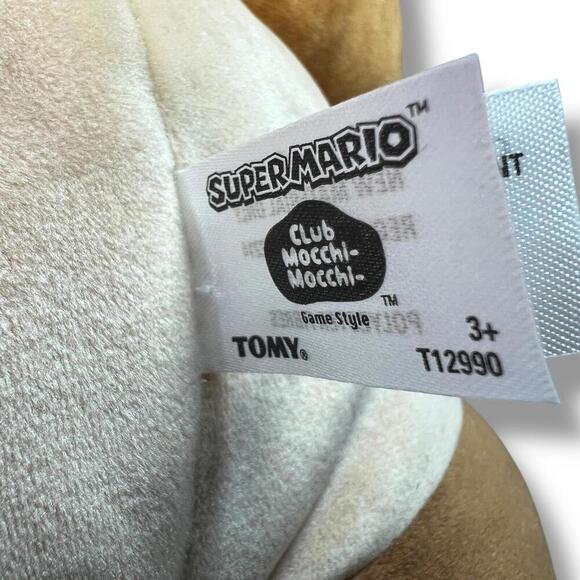 SUPER MARIO™
CLUB
MOCCHI-
MOCCHI-
™
Game Style
TOMY®
3+
T12990